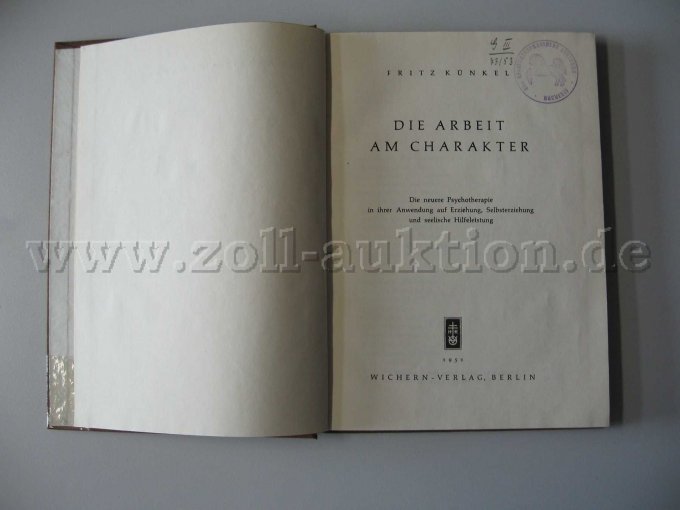 FRITZ KÜNKEL
DIE ARBEIT
AM CHARAKTER
Die neuere Psychotherapie
in ihrer Anwendung auf Erziehung, Selbsterziehung
und seelische Hilfeleistung
www.zoll-auktion.de
WICHERN-VERLAG, BERLIN